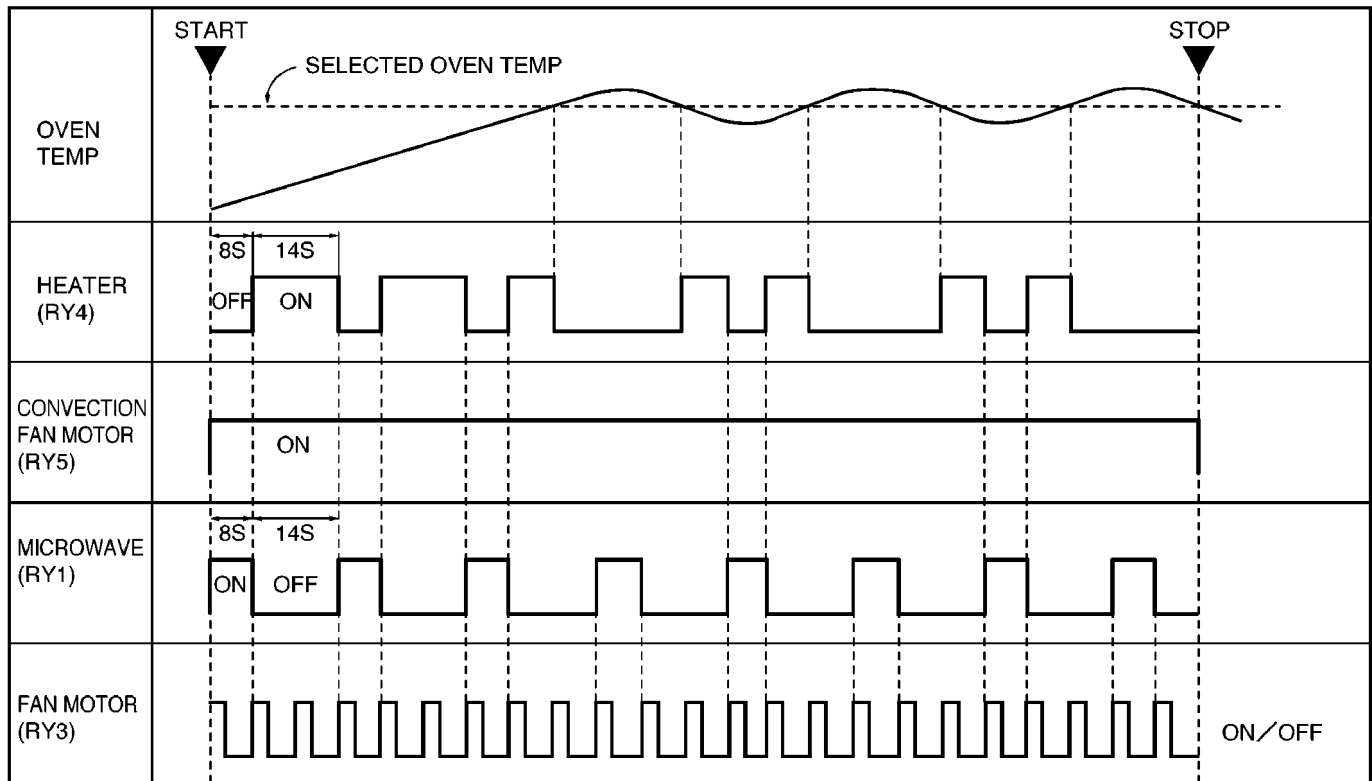 START
STOP
SELECTED OVEN TEMP
OVEN
TEMP
8S 14S
HEATER
(RY4)
OFF ON
CONVECTION
FAN MOTOR
(RY5)
ON
8S 14S
MICROWAVE
(RY1)
ON OFF
FAN MOTOR
(RY3)
ON/OFF